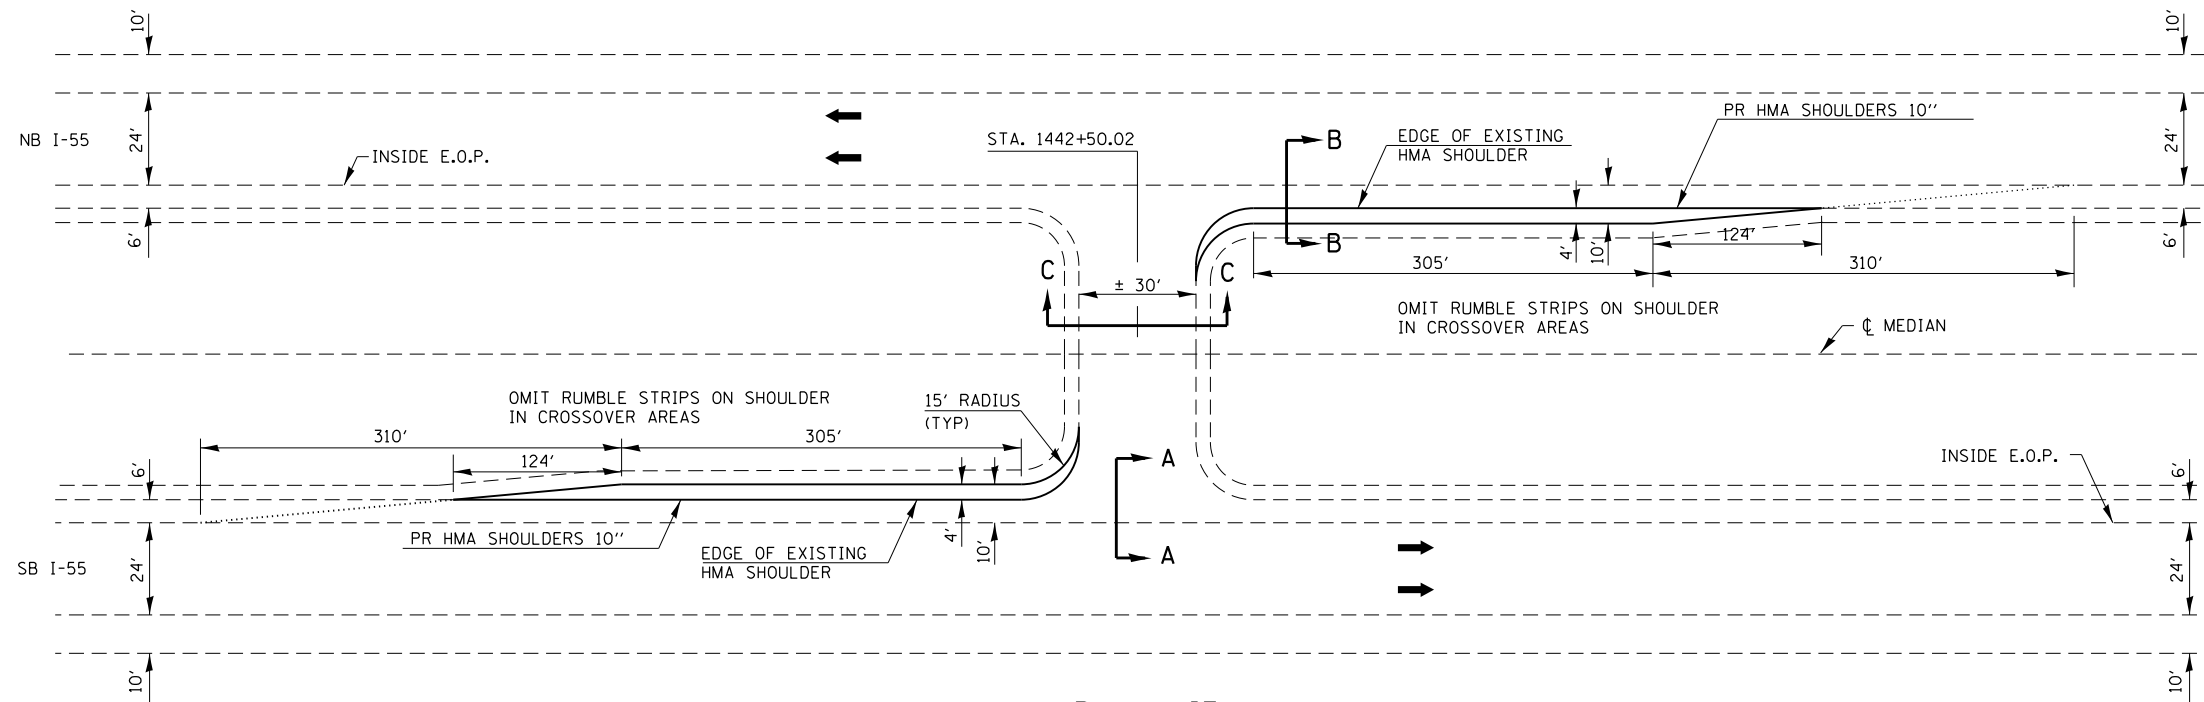 10' 10'
NB I-55 24' INSIDE E.O.P. STA. 1442+50.02 B EDGE OF EXISTING PR HMA SHOULDERS 10'' 24'
HMA SHOULDER
6' C ± 30' C B 4' 10' 124' 6'
305' 310'
OMIT RUMBLE STRIPS ON SHOULDER
IN CROSSOVER AREAS
℄ MEDIAN
OMIT RUMBLE STRIPS ON SHOULDER
IN CROSSOVER AREAS
15' RADIUS
(TYP)
310' 305'
6' 124' A INSIDE E.O.P. 6'
PR HMA SHOULDERS 10'' 4' 10'
EDGE OF EXISTING
HMA SHOULDER
A
SB I-55 24' 24'
10' 10'